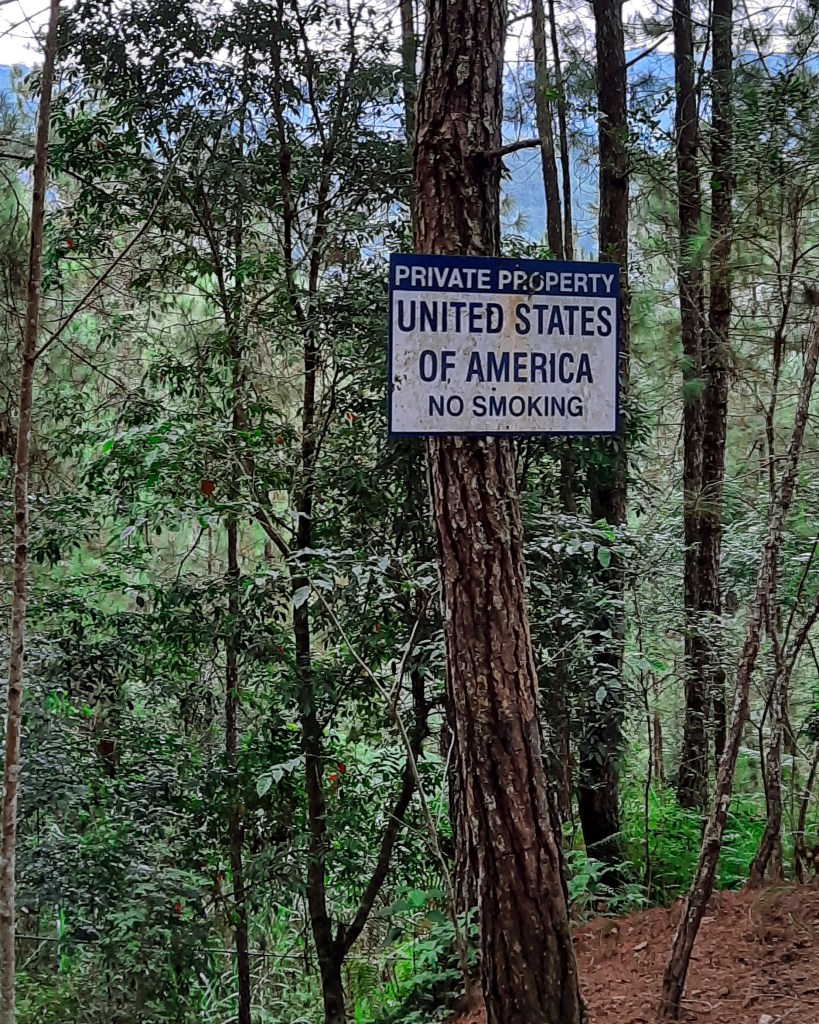 PRIVATE PROPERTY
UNITED STATES
OF AMERICA
NO SMOKING